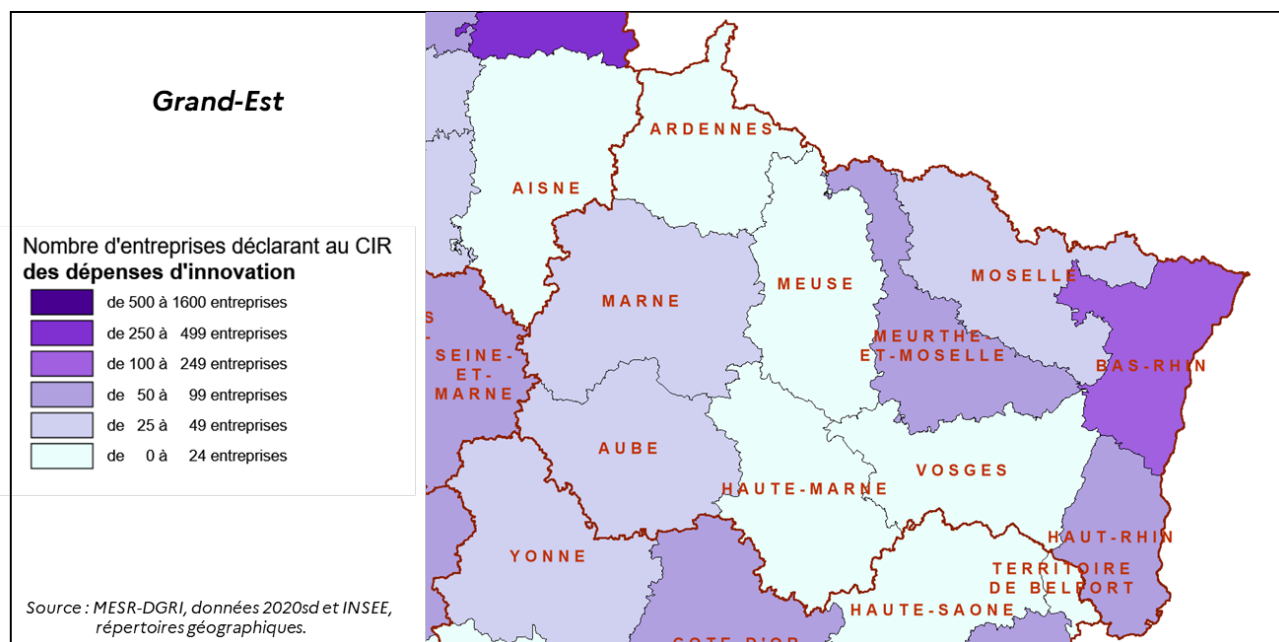 Grand-Est
Nombre d'entreprises déclarant au CIR
des dépenses d'innovation
de 500 à 1600 entreprises
de 250 à 499 entreprises
de 100 à 249 entreprises
de 50 à 99 entreprises
de 25 à 49 entreprises
de 0 à 24 entreprises
Source : MESR-DGRI, données 2020sd et INSEE,
répertoires géographiques.
ARDENNES
AISNE
MOSELLE
MEUSE
MARNE
S
MEURTHE
ET-MOSELLE
SEINE-
ET-
MARNE
BAS-RHIN
AUBE
VOSGES
HAUTE-MARNE
HAUT-RHIN
YONNE
TERRITOIRE
DE BELFORT
HAUTE-SAONE
COTE-D'OR